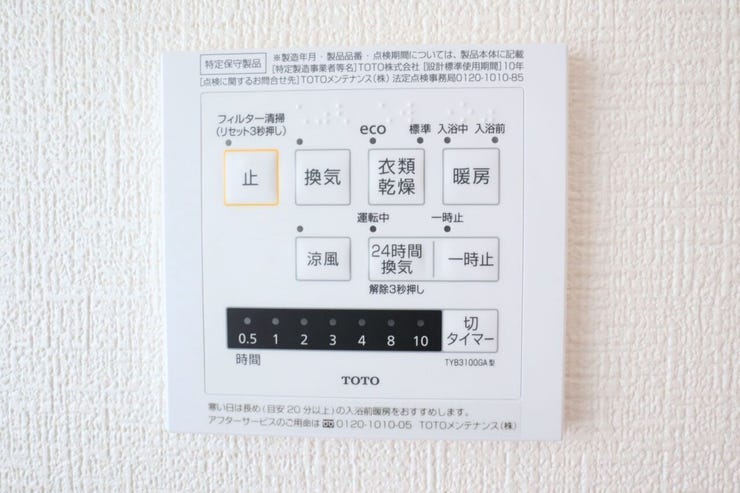 特定保守製品
※製造年月・製品品番・点検期間については、製品本体に記載
[特定製造事業者等名]TOTO株式会社 [設計標準使用期間]10年
[点検に関するお問合せ先]TOTOメンテナンス(株) 法定点検事務局0120-1010-85
フィルター清掃
(リセット3秒押し)
eco 標準 入浴中 入浴前
止 換気 衣類乾燥 暖房
運転中 一時止
涼風 24時間換気 一時止
解除3秒押し
0.5 1 2 3 4 8 10 切タイマー
時間
TYB3100GA型
TOTO
寒い日は長め(目安20分以上)の入浴前暖房をおすすめします。
アフターサービスのご用命は 0120-1010-05 TOTOメンテナンス(株)